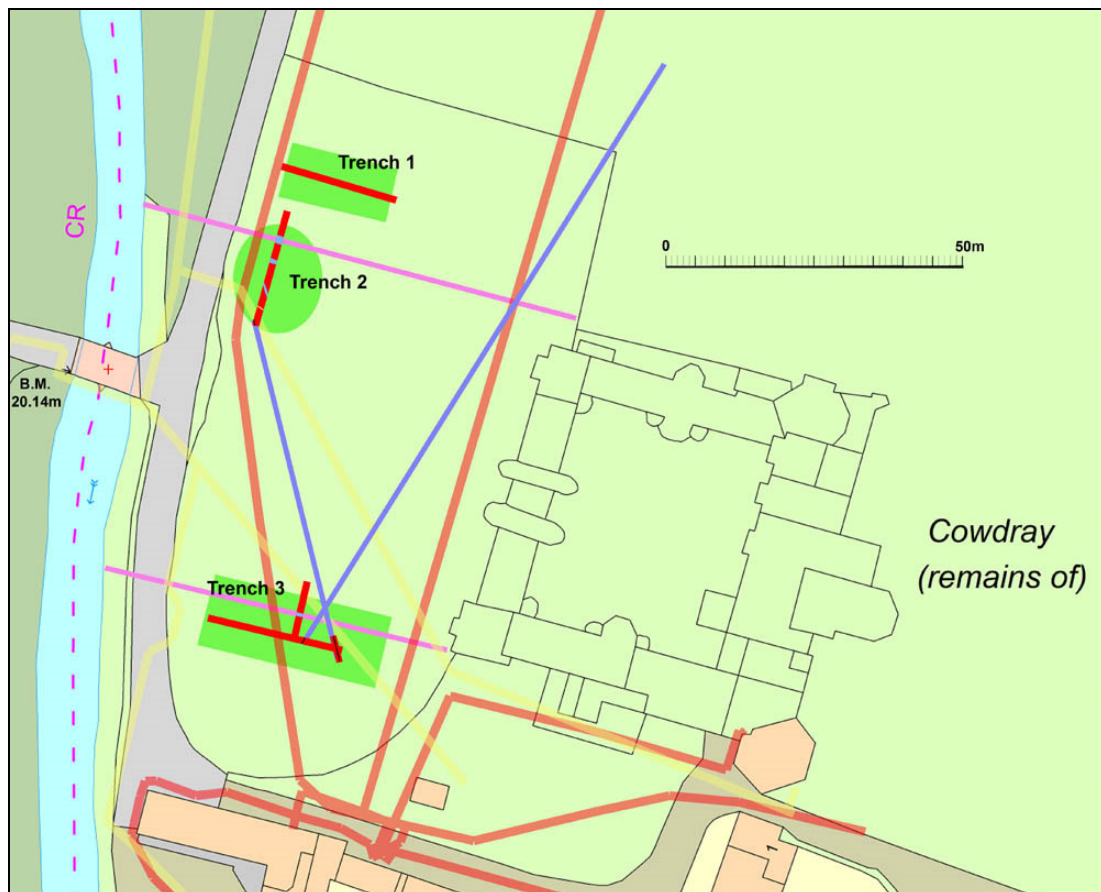 Trench 1
CR
Trench 2
0 50m
B.M.
20.14m
Cowdray
(remains of)
Trench 3
1